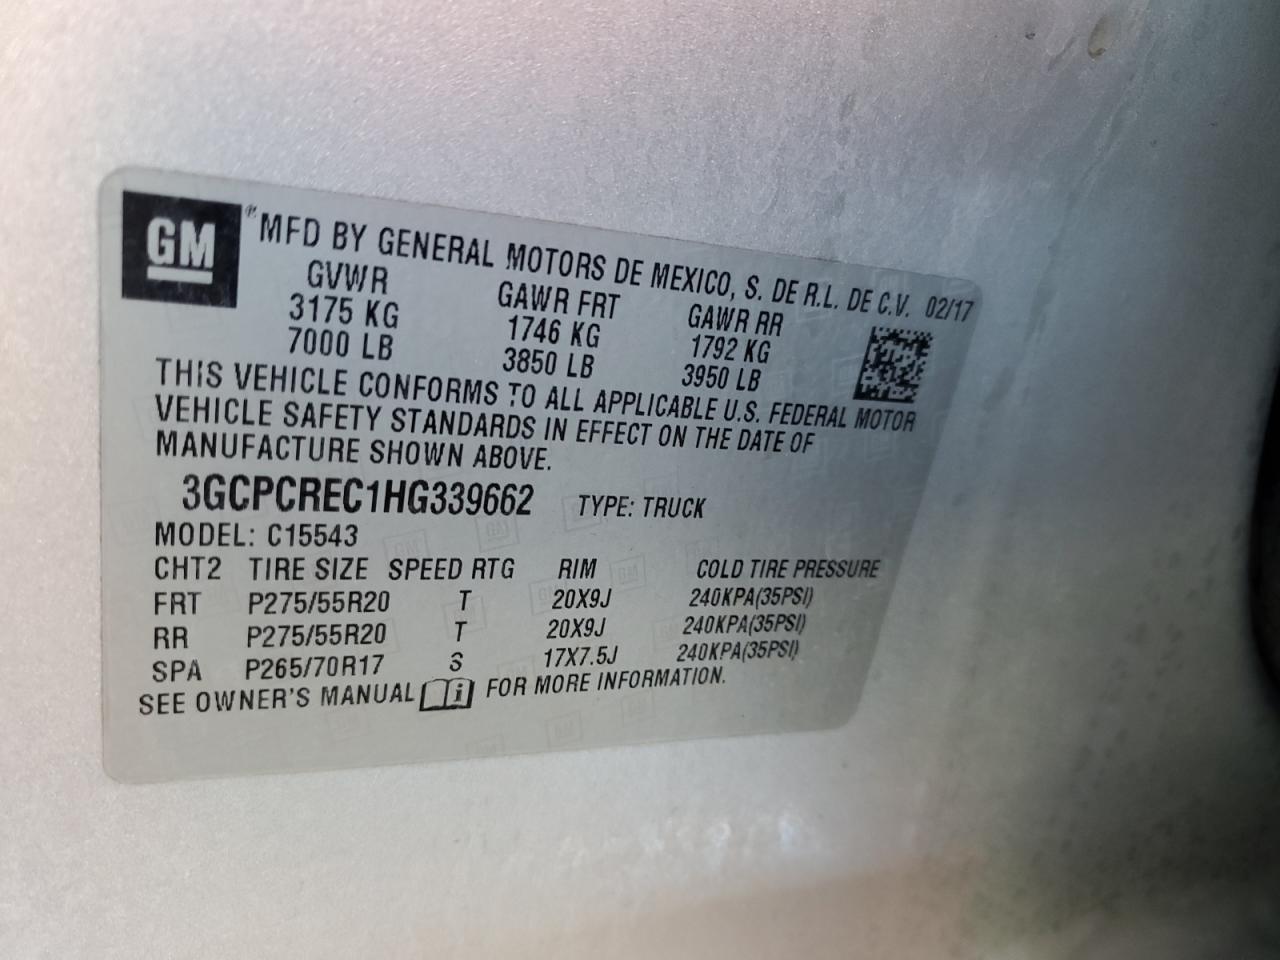 GM ® MFD BY GENERAL MOTORS DE MEXICO, S. DE R.L. DE C.V. 02/17
GVWR GAWR FRT GAWR RR
3175 KG 1746 KG 1792 KG
7000 LB 3850 LB 3950 LB
THIS VEHICLE CONFORMS TO ALL APPLICABLE U.S. FEDERAL MOTOR
VEHICLE SAFETY STANDARDS IN EFFECT ON THE DATE OF
MANUFACTURE SHOWN ABOVE.
3GCPCREC1HG339662 TYPE: TRUCK
MODEL: C15543
CHT2 TIRE SIZE SPEED RTG RIM COLD TIRE PRESSURE
FRT P275/55R20 T 20X9J 240KPA(35PSI)
RR P275/55R20 T 20X9J 240KPA(35PSI)
SPA P265/70R17 S 17X7.5J 240KPA(35PSI)
SEE OWNER'S MANUAL i FOR MORE INFORMATION.